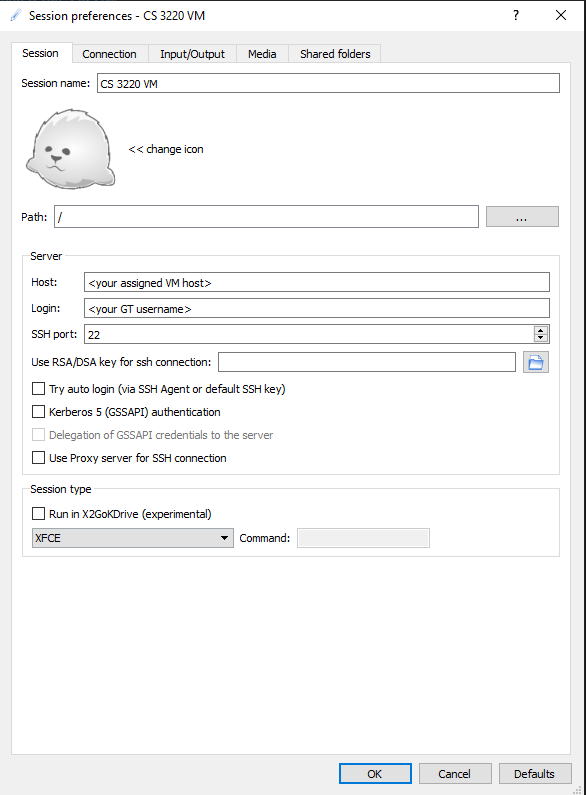 Session preferences - CS 3220 VM
?
Session Connection Input/Output Media Shared folders
Session name: CS 3220 VM
<< change icon
Path: / ...
Server
Host: <your assigned VM host>
Login: <your GT username>
SSH port: 22
Use RSA/DSA key for ssh connection:
Try auto login (via SSH Agent or default SSH key)
Kerberos 5 (GSSAPI) authentication
Delegation of GSSAPI credentials to the server
Use Proxy server for SSH connection
Session type
Run in X2GoKDrive (experimental)
XFCE Command:
OK Cancel Defaults